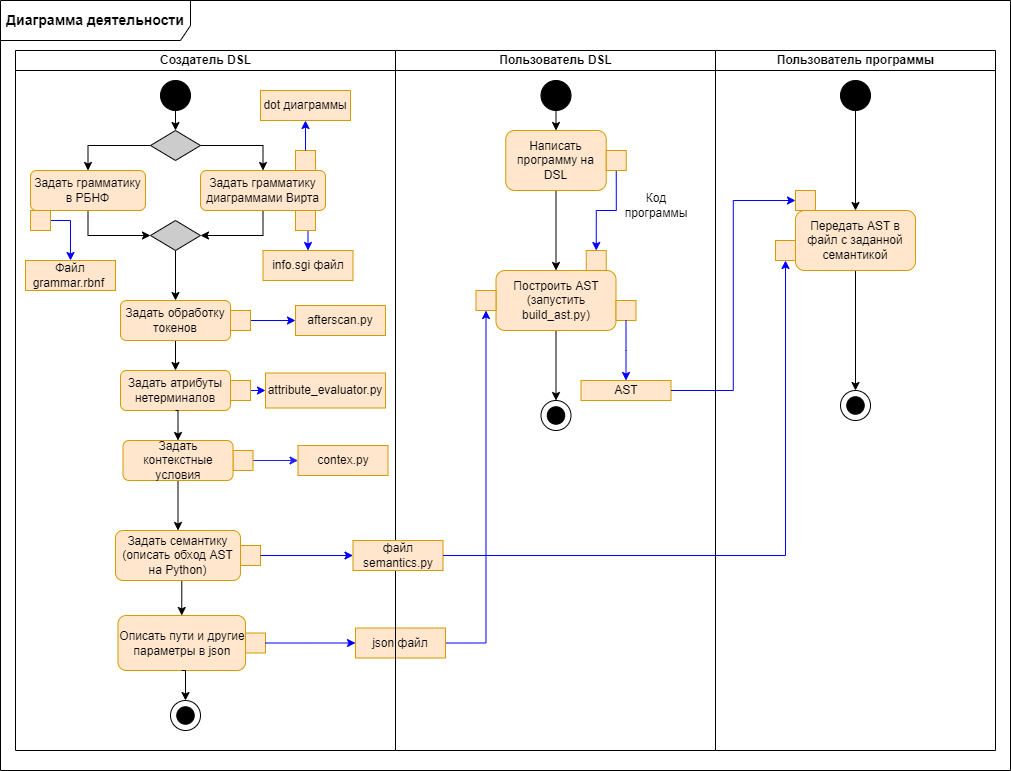 Диаграмма деятельности
Создатель DSL
Пользователь DSL
Пользователь программы
dot диаграммы
Задать грамматику
в РБНФ
Задать грамматику
диаграммами Вирта
Файл
grammar.rbnf
info.sgi файл
Задать обработку
токенов
afterscan.py
Задать атрибуты
нетерминалов
attribute_evaluator.py
Задать
контекстные
условия
contex.py
Задать семантику
(описать обход AST
на Python)
файл
semantics.py
Описать пути и другие
параметры в json
json файл
Написать
программу на
DSL
Код
программы
Построить AST
(запустить
build_ast.py)
AST
Передать AST в
файл с заданной
семантикой